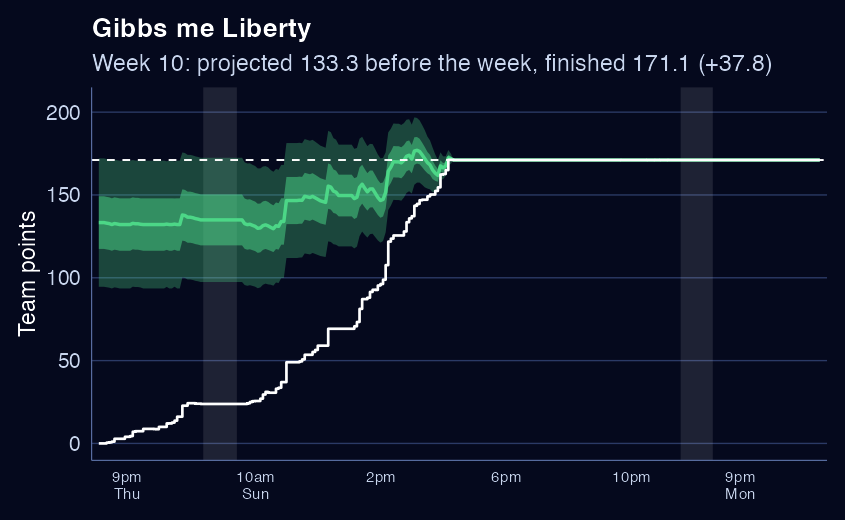 Gibbs me Liberty
Week 10: projected 133.3 before the week, finished 171.1 (+37.8)
Team points
200
150
100
50
0
9pm 10am 2pm 6pm 10pm 9pm
Thu Sun Mon